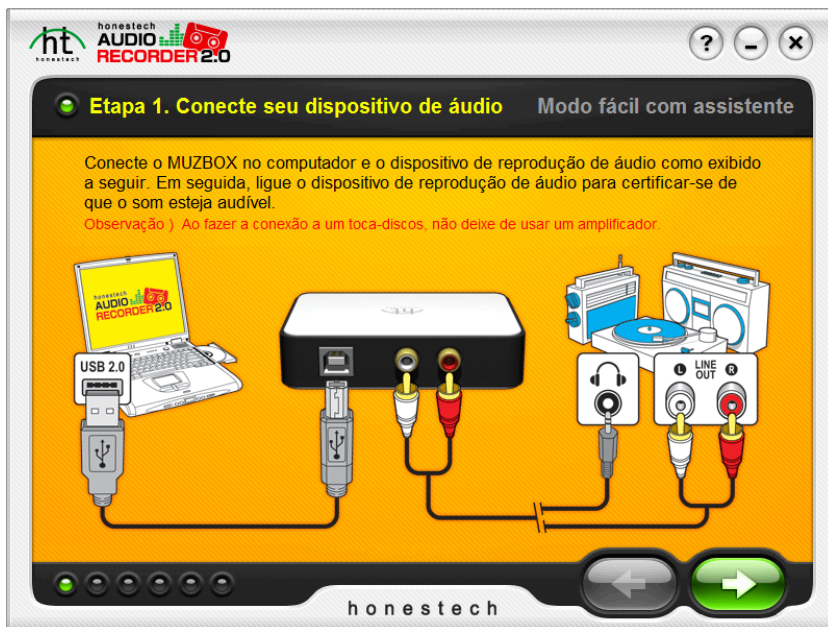 ht
honestech
honestech
AUDIO
RECORDER 2.0
?
Etapa 1. Conecte seu dispositivo de áudio
Modo fácil com assistente
Conecte o MUZBOX no computador e o dispositivo de reprodução de áudio como exibido
a seguir. Em seguida, ligue o dispositivo de reprodução de áudio para certificar-se de
que o som esteja audível.
Observação ) Ao fazer a conexão a um toca-discos, não deixe de usar um amplificador.
honestech
AUDIO
RECORDER 2.0
ht
USB 2.0
L LINE OUT R
honestech